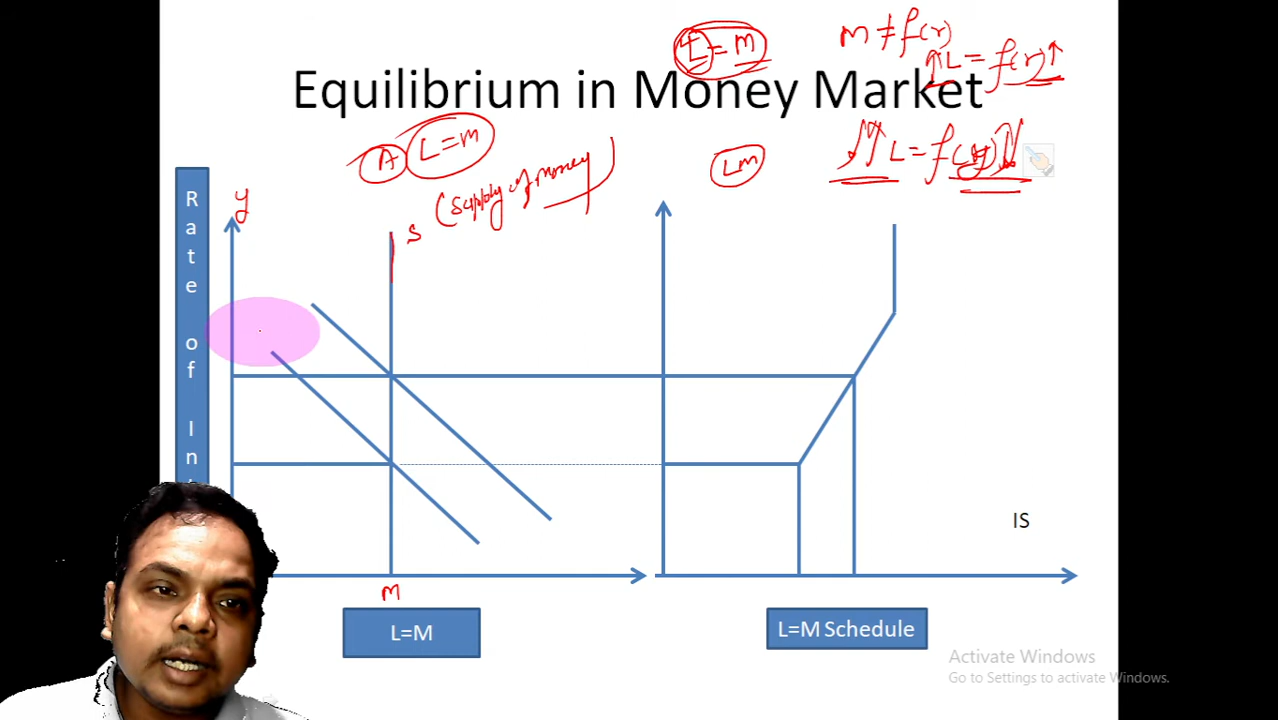 L = m
m ≠ f(r)
↑L = f(r)↑
Equilibrium in Money Market
A L = m
Lm
L = f(y)
S (Supply of money)
y
Rate of Int
IS
m
L=M
L=M Schedule
Activate Windows
Go to Settings to activate Windows.